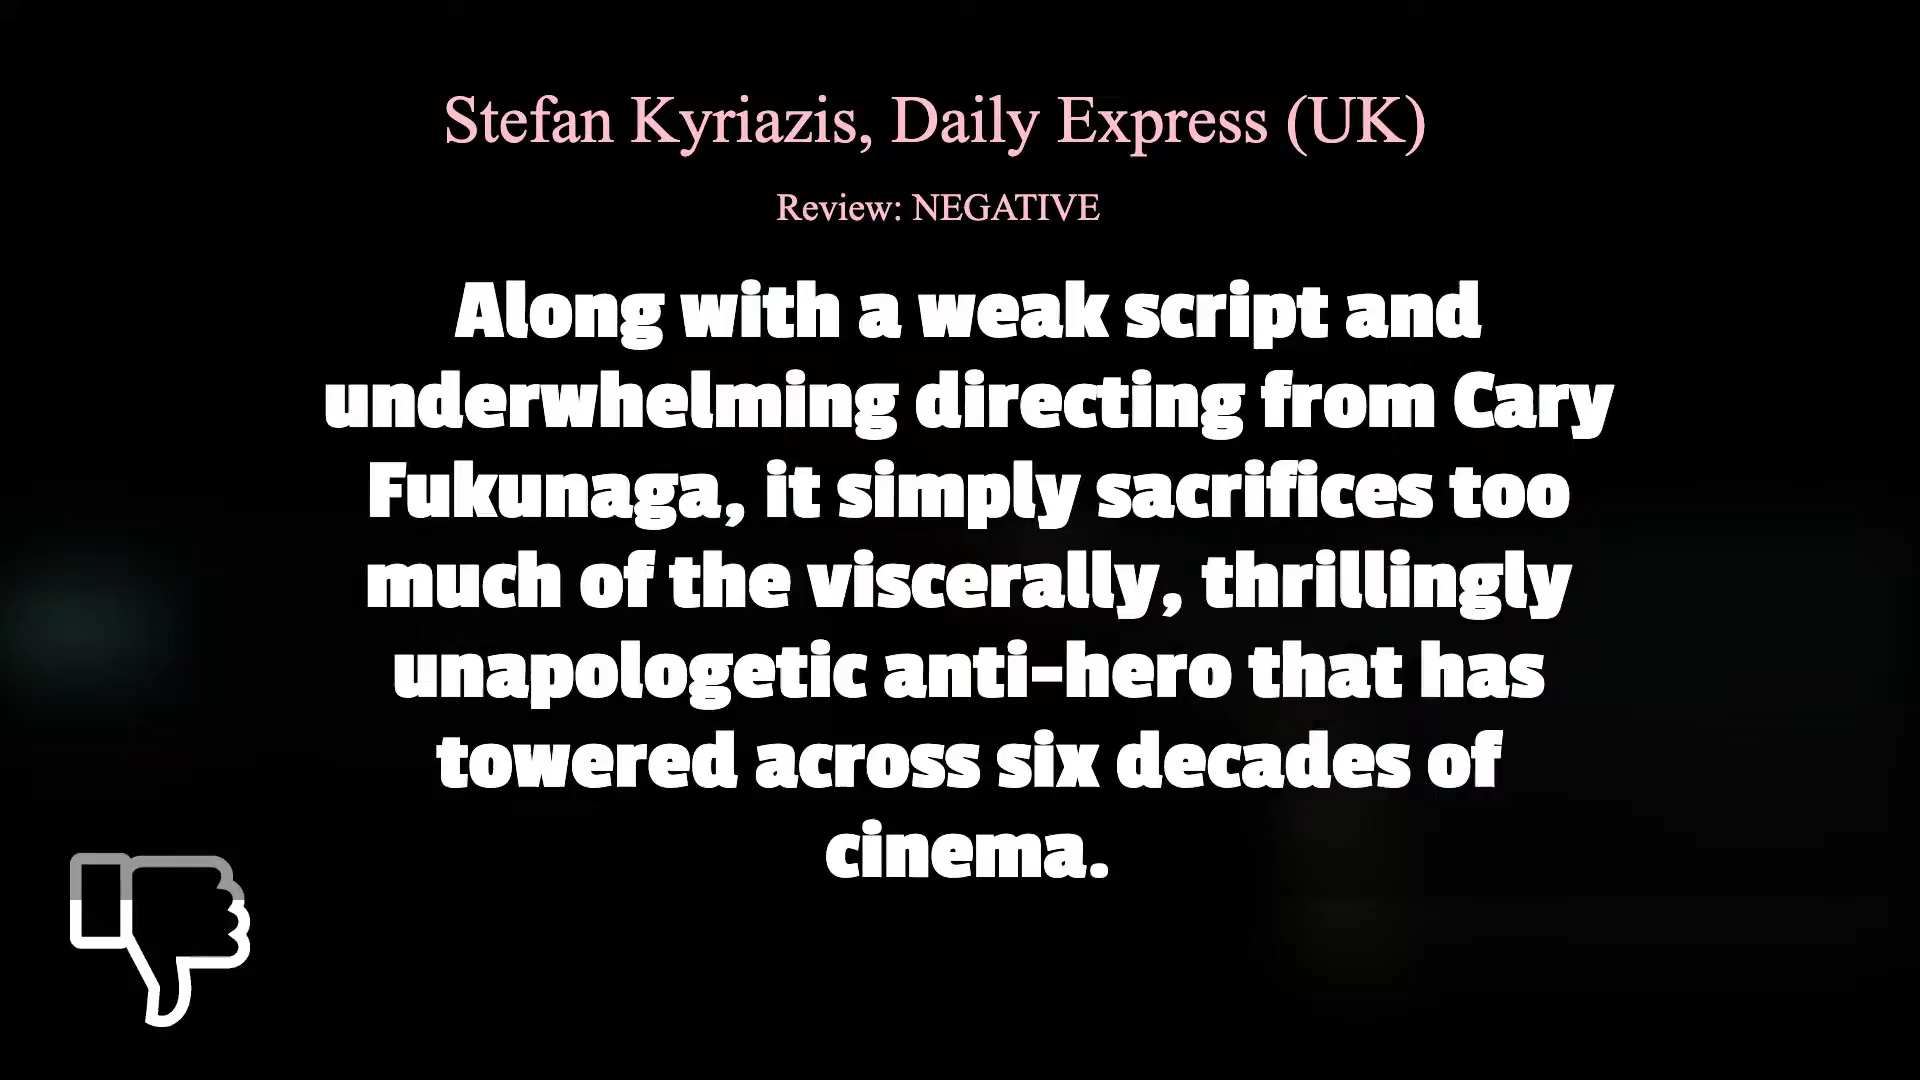 Stefan Kyriazis, Daily Express (UK)
Review: NEGATIVE
Along with a weak script and
underwhelming directing from Cary
Fukunaga, it simply sacrifices too
much of the viscerally, thrillingly
unapologetic anti-hero that has
towered across six decades of
cinema.